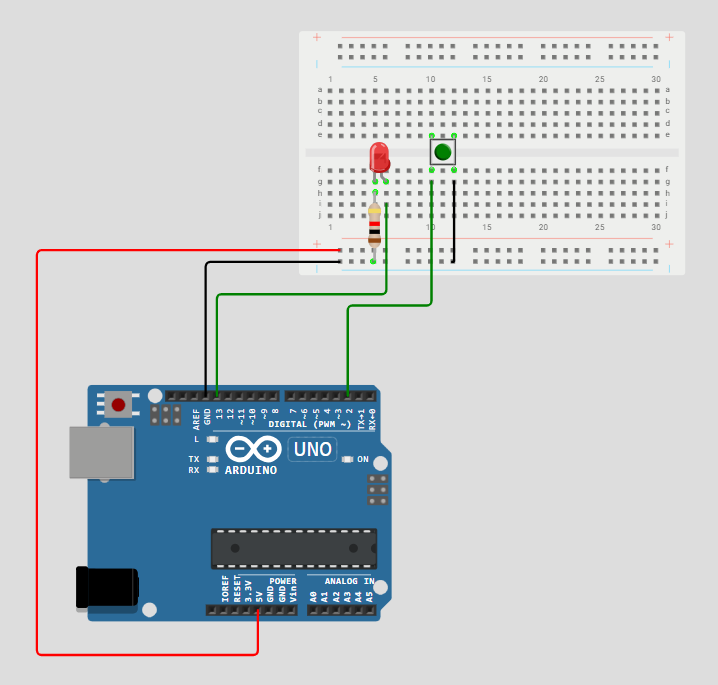 + +
1 5 10 15 20 25 30
a a
b b
c c
d d
e e
f f
g g
h h
i i
j j
1 5 10 15 20 25 30
+ +
AREF
GND
13
12
~11
~10
~9
8
7
~6
~5
4
~3
2
TX→1
RX←0
DIGITAL (PWM ~)
L
TX
RX
ARDUINO
UNO
ON
IOREF
RESET
3.3V
5V
GND
GND
Vin
POWER
ANALOG IN
A0
A1
A2
A3
A4
A5